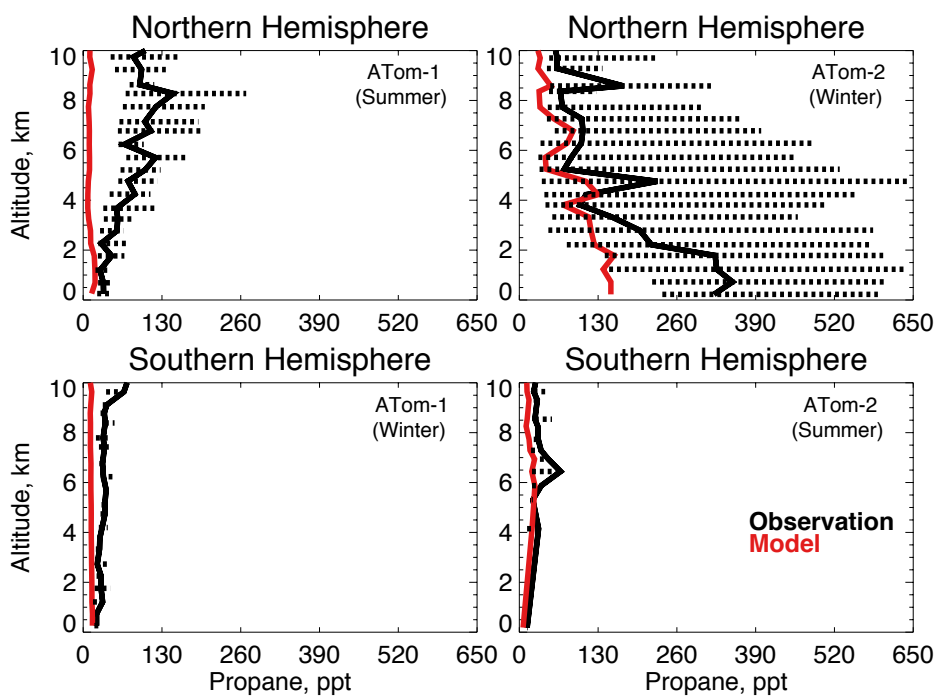 Northern Hemisphere
Northern Hemisphere
10
8
6
4
2
0
Altitude, km
ATom-1
(Summer)
0 130 260 390 520 650
10
8
6
4
2
0
ATom-2
(Winter)
0 130 260 390 520 650
Southern Hemisphere
Southern Hemisphere
10
8
6
4
2
0
Altitude, km
ATom-1
(Winter)
0 130 260 390 520 650
Propane, ppt
10
8
6
4
2
0
ATom-2
(Summer)
Observation
Model
0 130 260 390 520 650
Propane, ppt